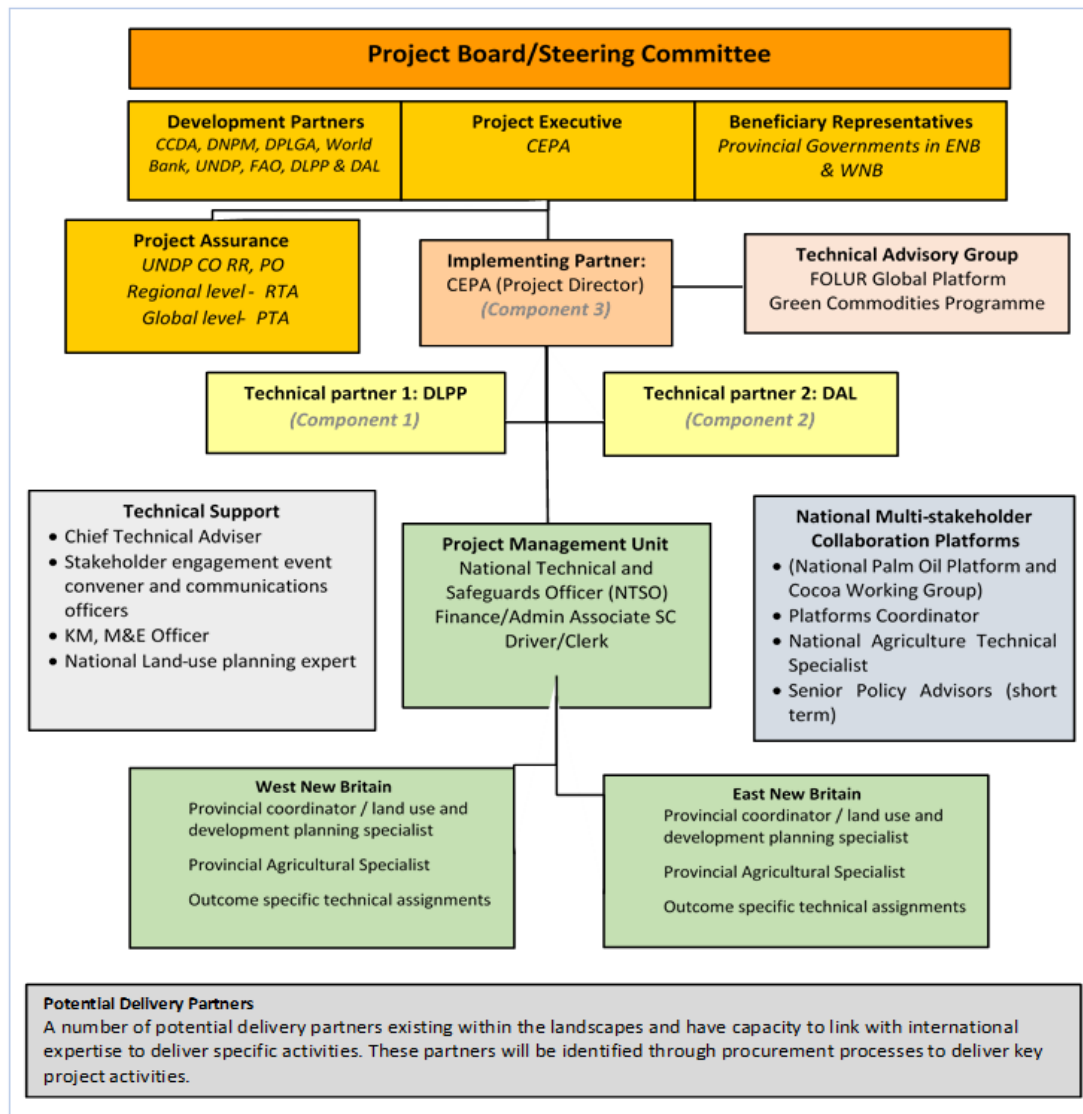 Project Board/Steering Committee
Development Partners
CCDA, DNPM, DPLGA, World
Bank, UNDP, FAO, DLPP & DAL
Project Executive
CEPA
Beneficiary Representatives
Provincial Governments in ENB
& WNB
Project Assurance
UNDP CO RR, PO
Regional level - RTA
Global level- PTA
Implementing Partner:
CEPA (Project Director)
(Component 3)
Technical Advisory Group
FOLUR Global Platform
Green Commodities Programme
Technical partner 1: DLPP
(Component 1)
Technical partner 2: DAL
(Component 2)
Technical Support
• Chief Technical Adviser
• Stakeholder engagement event
convener and communications
officers
• KM, M&E Officer
• National Land-use planning expert
Project Management Unit
National Technical and
Safeguards Officer (NTSO)
Finance/Admin Associate SC
Driver/Clerk
National Multi-stakeholder
Collaboration Platforms
• (National Palm Oil Platform and
Cocoa Working Group)
• Platforms Coordinator
• National Agriculture Technical
Specialist
• Senior Policy Advisors (short
term)
West New Britain
Provincial coordinator / land use and
development planning specialist
Provincial Agricultural Specialist
Outcome specific technical assignments
East New Britain
Provincial coordinator / land use and
development planning specialist
Provincial Agricultural Specialist
Outcome specific technical assignments
Potential Delivery Partners
A number of potential delivery partners existing within the landscapes and have capacity to link with international
expertise to deliver specific activities. These partners will be identified through procurement processes to deliver key
project activities.